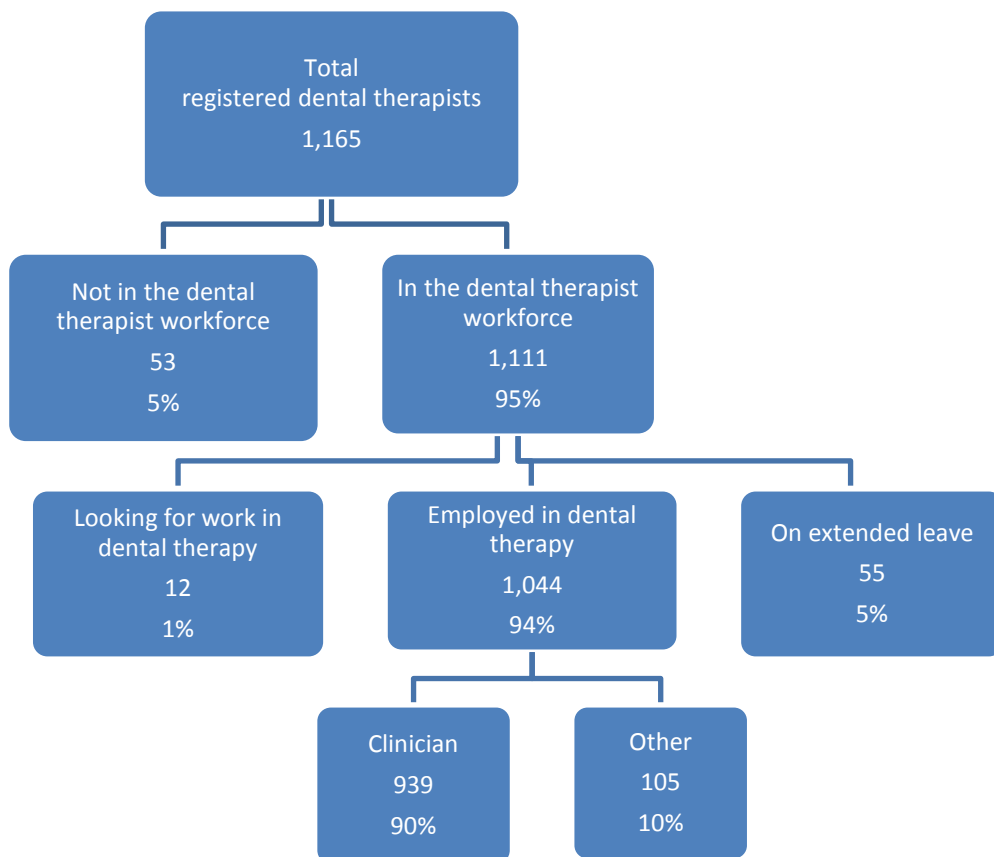 Total
registered dental therapists
1,165
Not in the dental
therapist workforce
53
5%
In the dental therapist
workforce
1,111
95%
Looking for work in
dental therapy
12
1%
Employed in dental
therapy
1,044
94%
On extended leave
55
5%
Clinician
939
90%
Other
105
10%